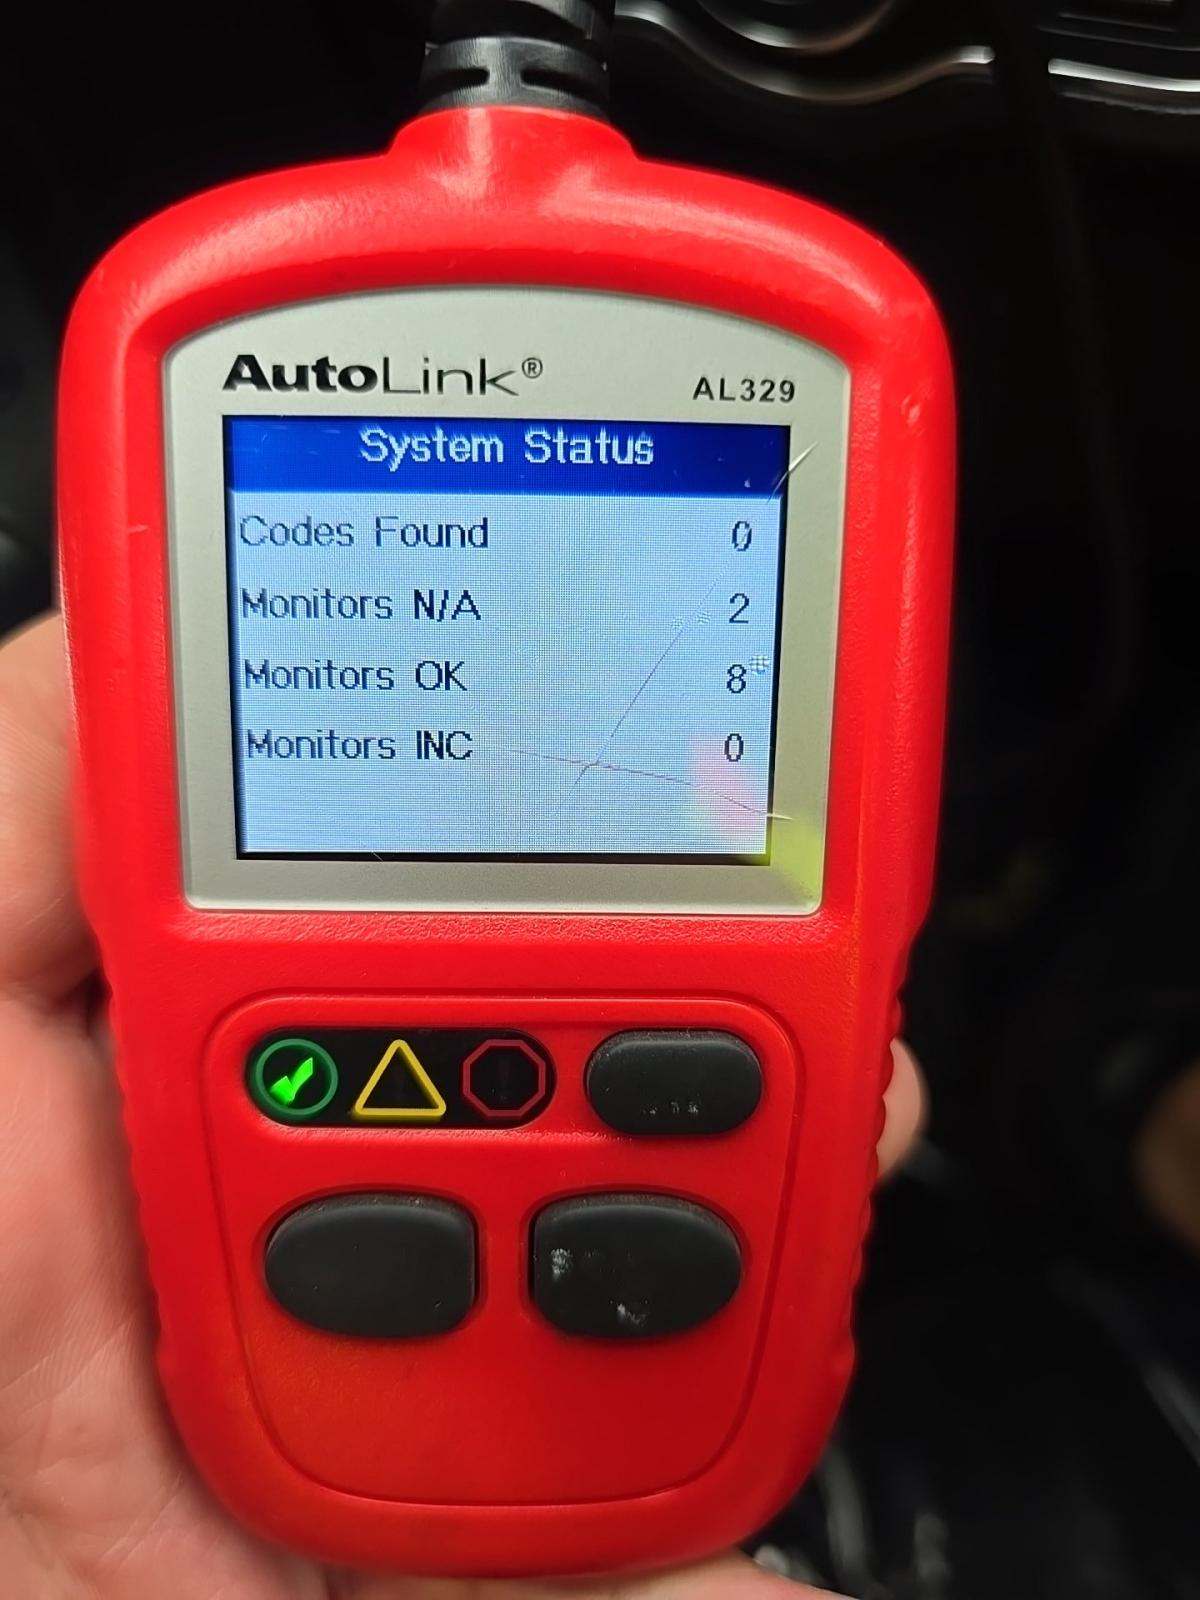 AutoLink®
AL329
System Status
Codes Found 0
Monitors N/A 2
Monitors OK 8
Monitors INC 0